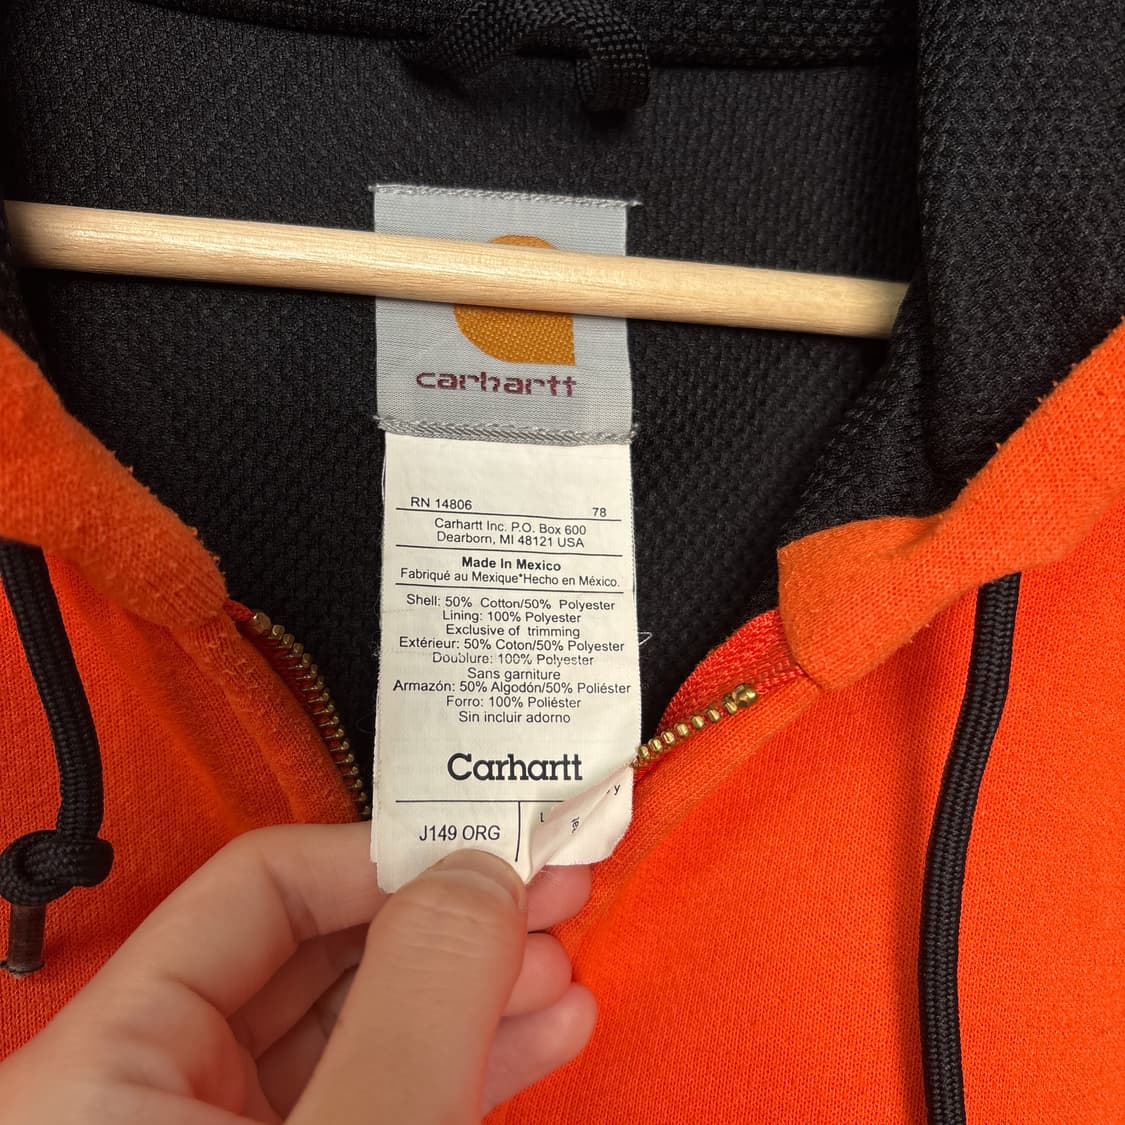 carhartt
RN 14806 78
Carhartt Inc. P.O. Box 600
Dearborn, MI 48121 USA
Made In Mexico
Fabriqué au Mexique*Hecho en México.
Shell: 50% Cotton/50% Polyester
Lining: 100% Polyester
Exclusive of trimming
Extérieur: 50% Coton/50% Polyester
Doublure: 100% Polyester
Sans garniture
Armazón: 50% Algodón/50% Poliéster
Forro: 100% Poliéster
Sin incluir adorno
Carhartt
J149 ORG L